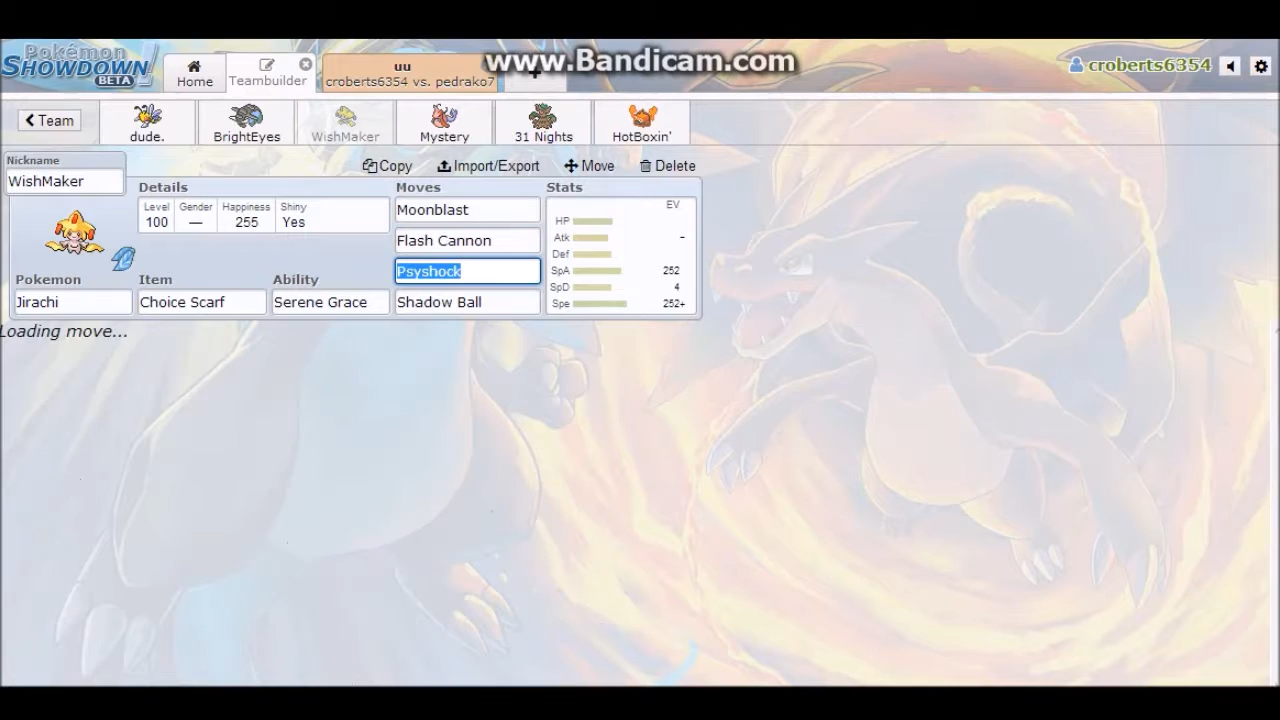 www.Bandicam.com
Pokémon
SHOWDOWN
BETA
Home
Teambuilder
uu
croberts6354 vs. pedrako7
+
croberts6354
Team
dude.
BrightEyes
WishMaker
Mystery
31 Nights
HotBoxin'
Copy
Import/Export
Move
Delete
Nickname
WishMaker
Details
Level
Gender
Happiness
Shiny
100
—
255
Yes
Pokemon
Jirachi
Item
Choice Scarf
Ability
Serene Grace
Moves
Moonblast
Flash Cannon
Psyshock
Shadow Ball
Stats
EV
HP
Atk -
Def
SpA 252
SpD 4
Spe 252+
Loading move...